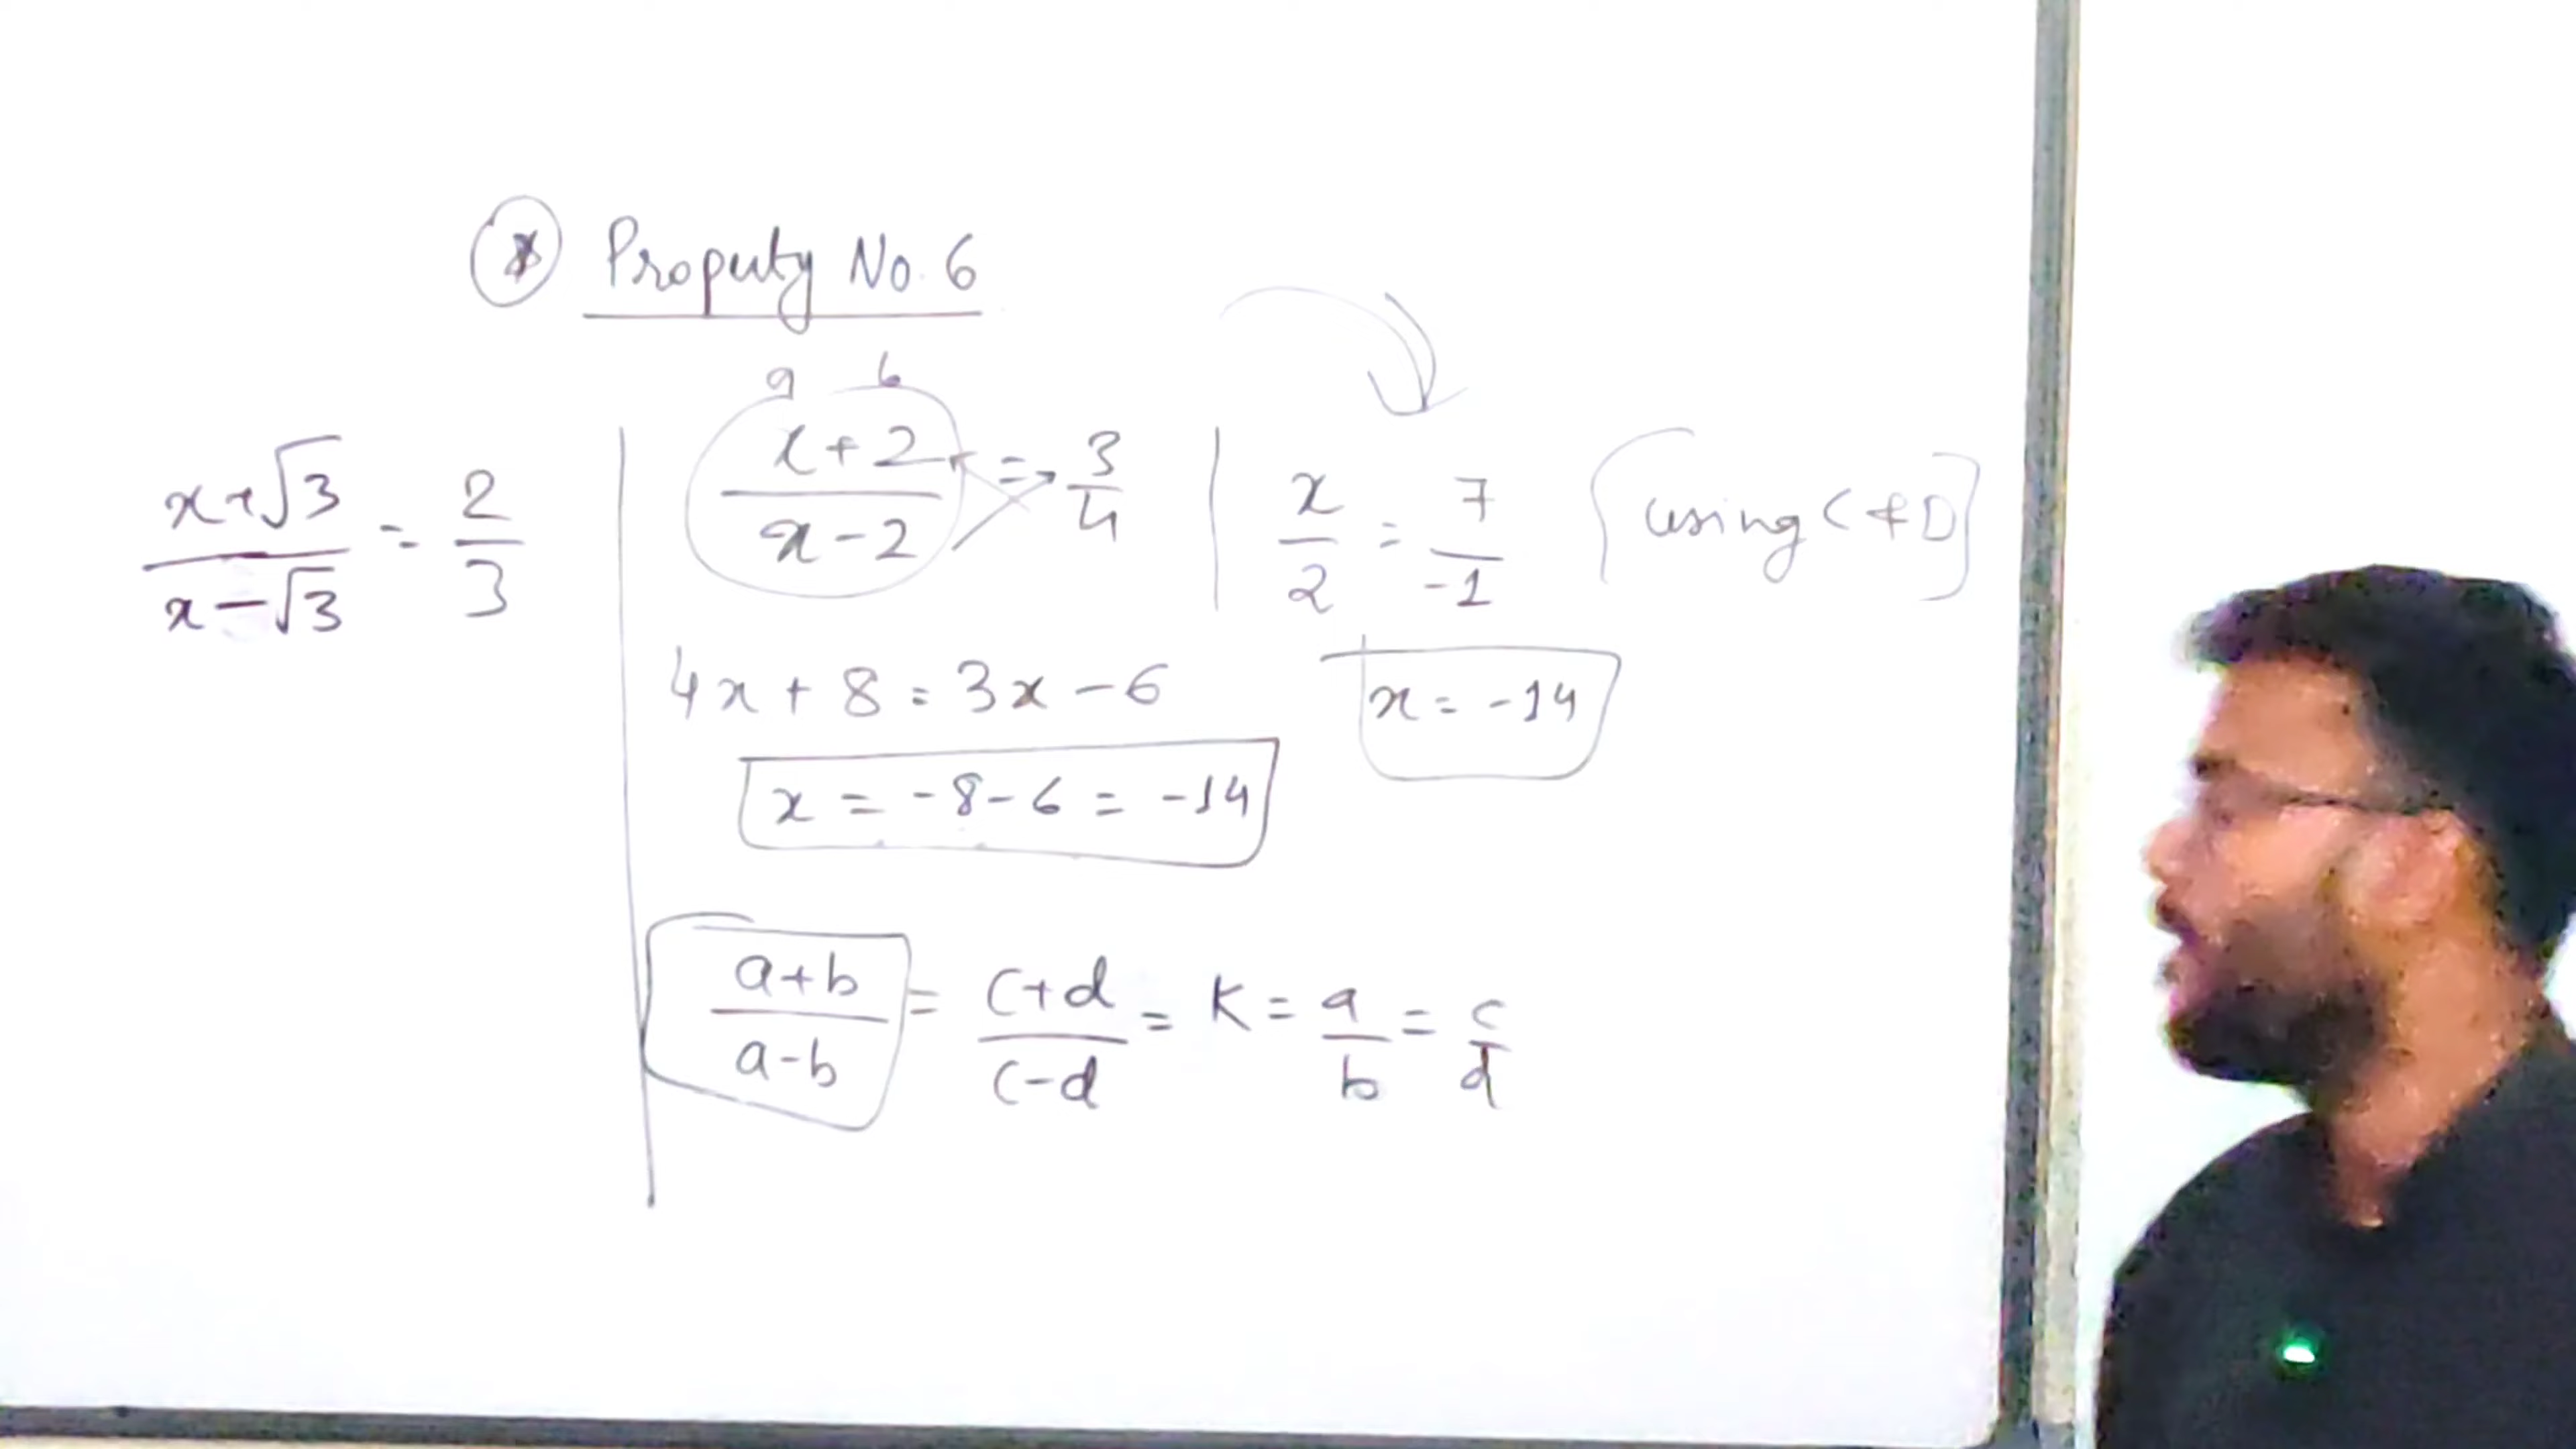 * Property No. 6
x+√3 / x-√3 = 2/3
a b
x+2 / x-2 = 3/4
4x + 8 = 3x - 6
x = -8-6 = -14
x/2 = 7/-1 [using C & D]
x = -14
a+b / a-b = c+d / c-d = K = a/b = c/d